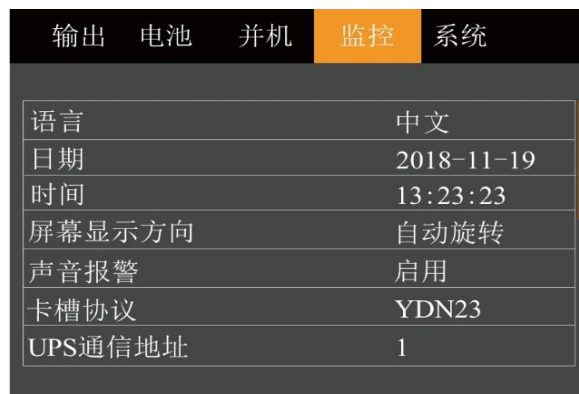 输出 电池 并机 监控 系统
语言 中文
日期 2018-11-19
时间 13:23:23
屏幕显示方向 自动旋转
声音报警 启用
卡槽协议 YDN23
UPS通信地址 1